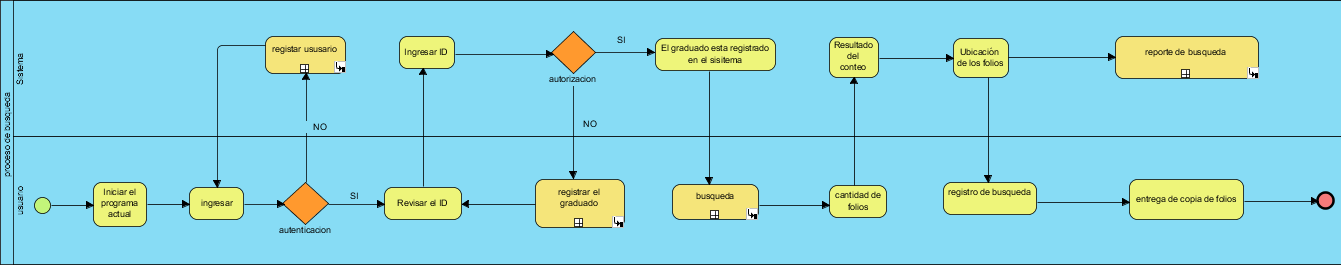 proceso de busqueda
Sistema
usuario
registar ususario
Ingresar ID
autorizacion
SI
El graduado esta registrado
en el sisitema
Resultado
del
conteo
Ubicación
de los folios
reporte de busqueda
NO
NO
Iniciar el
programa
actual
ingresar
autenticacion
SI
Revisar el ID
registrar el
graduado
busqueda
cantidad de
folios
registro de busqueda
entrega de copia de folios